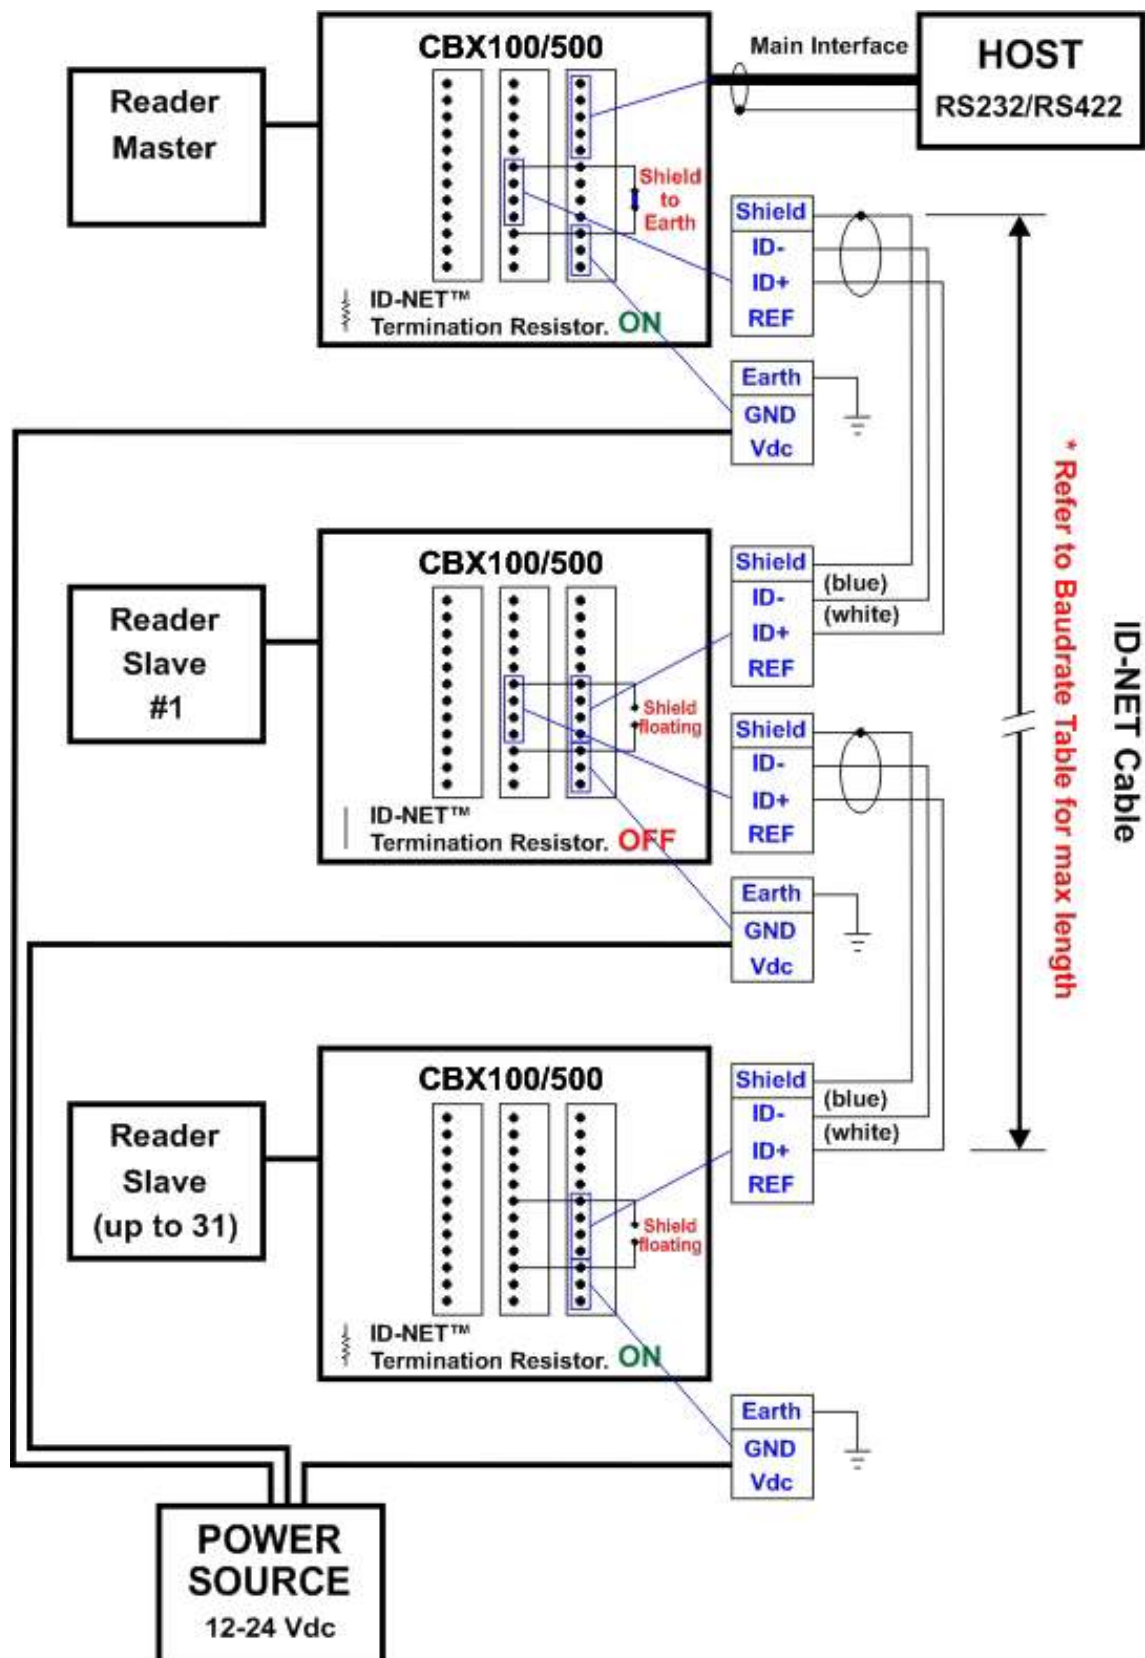 CBX100/500
Main Interface
HOST
RS232/RS422
Reader
Master
Shield
to
Earth
ID-NET™
Termination Resistor. ON
Shield
ID-
ID+
REF
Earth
GND
Vdc
CBX100/500
Reader
Slave
#1
Shield
floating
ID-NET™
Termination Resistor. OFF
Shield
(blue)
ID-
(white)
ID+
REF
Shield
ID-
ID+
REF
Earth
GND
Vdc
* Refer to Baudrate Table for max length
ID-NET Cable
CBX100/500
Reader
Slave
(up to 31)
Shield
floating
ID-NET™
Termination Resistor. ON
Shield
(blue)
ID-
(white)
ID+
REF
Earth
GND
Vdc
POWER
SOURCE
12-24 Vdc